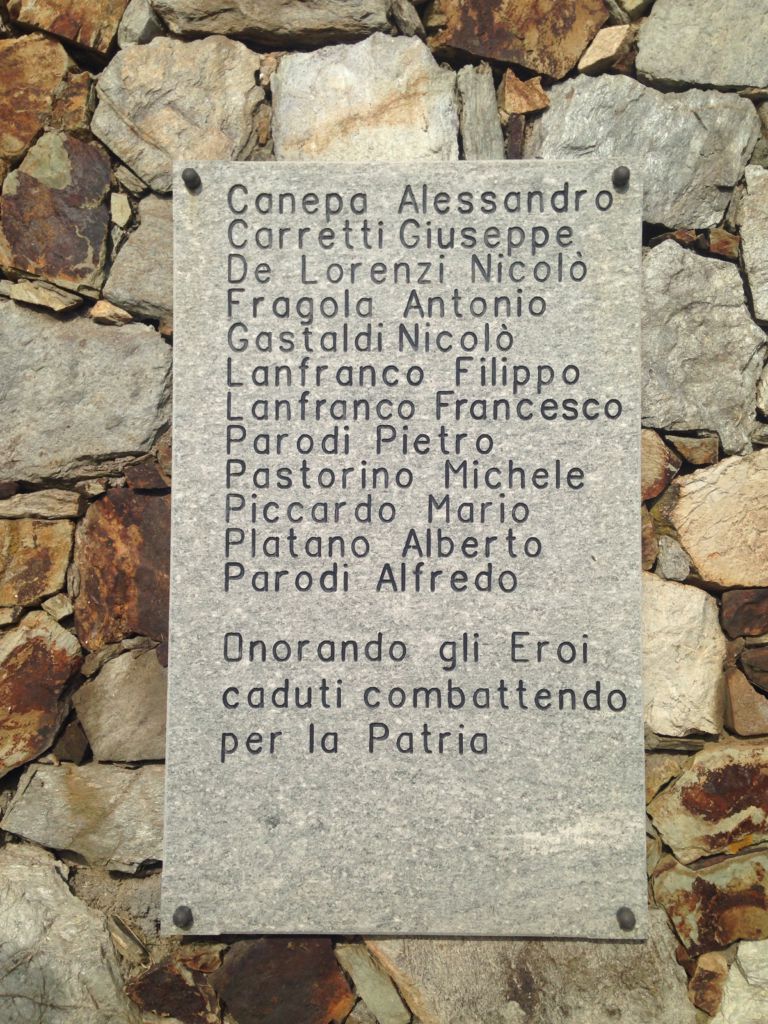 Canepa Alessandro
Carretti Giuseppe
De Lorenzi Nicolò
Fragola Antonio
Gastaldi Nicolò
Lanfranco Filippo
Lanfranco Francesco
Parodi Pietro
Pastorino Michele
Piccardo Mario
Platano Alberto
Parodi Alfredo
Onorando gli Eroi
caduti combattendo
per la Patria